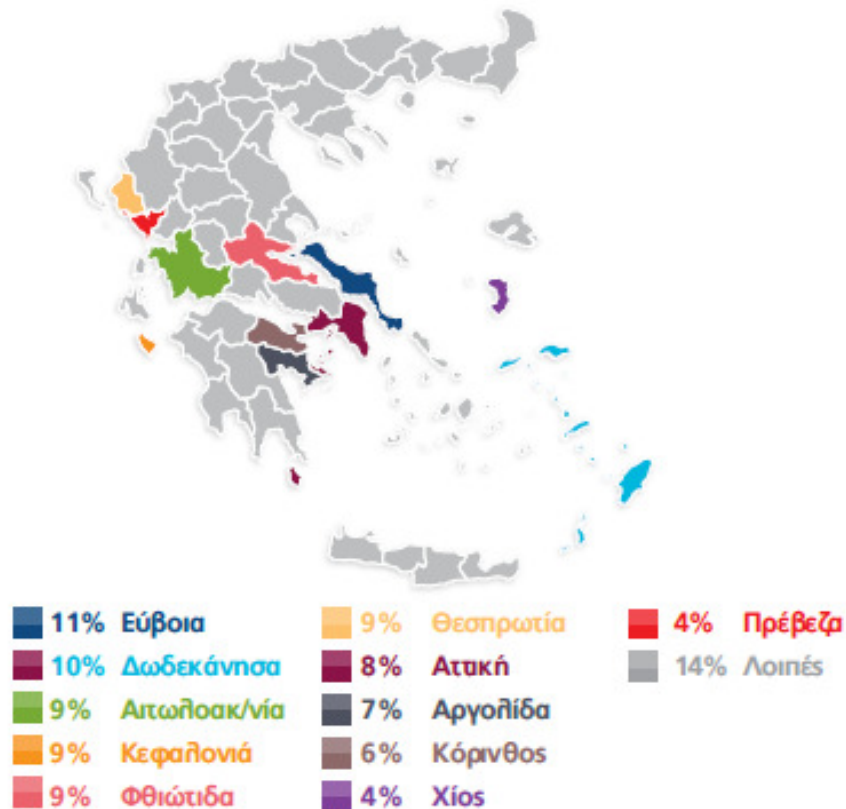 11% Εύβοια
10% Δωδεκάνησα
9% Αιτωλοακ/νία
9% Κεφαλονιά
9% Φθιώτιδα
9% Θεσπρωτία
8% Αττική
7% Αργολίδα
6% Κόρινθος
4% Χίος
4% Πρέβεζα
14% Λοιπές